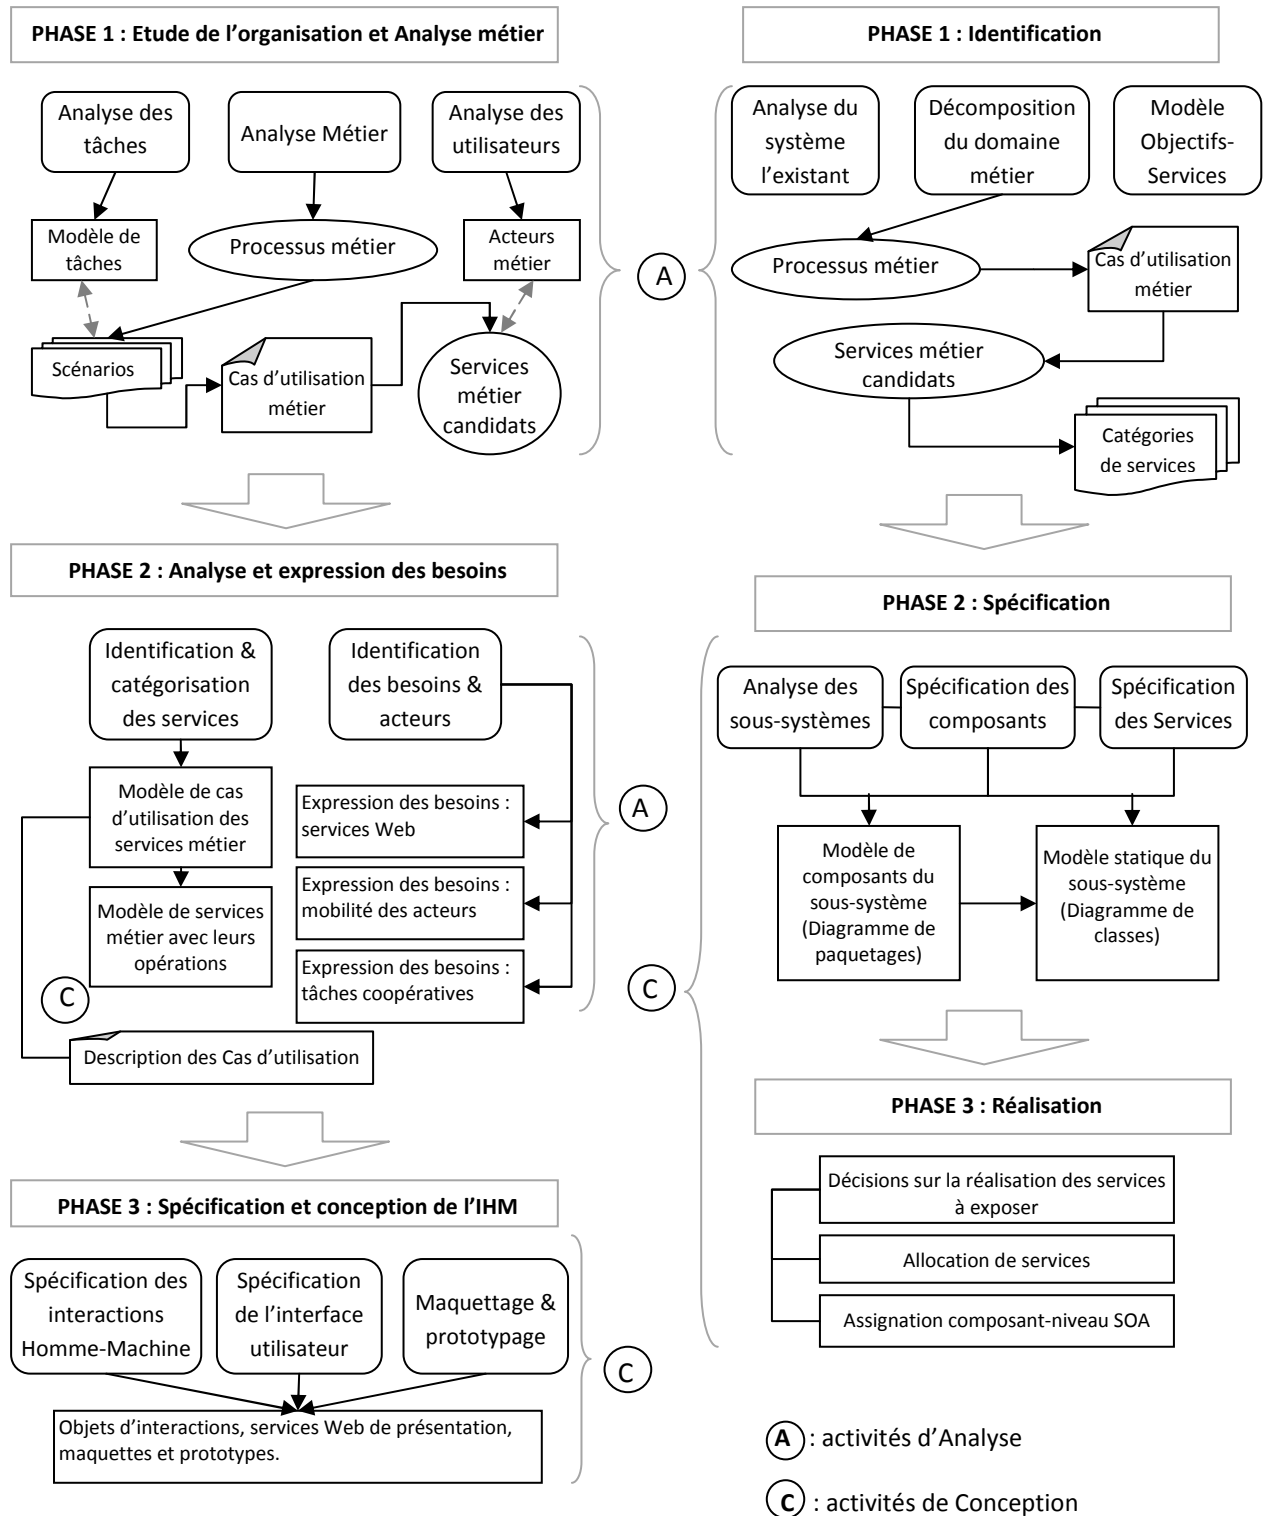 PHASE 1 : Etude de l'organisation et Analyse métier
Analyse des
tâches
Analyse Métier
Analyse des
utilisateurs
Modèle de
tâches
Processus métier
Acteurs
métier
Scénarios
Cas d'utilisation
métier
Services
métier
candidats
A
PHASE 1 : Identification
Analyse du
système
l'existant
Décomposition
du domaine
métier
Modèle
Objectifs-
Services
Processus métier
Cas d'utilisation
métier
Services métier
candidats
Catégories
de services
PHASE 2 : Analyse et expression des besoins
Identification &
catégorisation
des services
Identification
des besoins &
acteurs
Modèle de cas
d'utilisation des
services métier
Expression des besoins :
services Web
Modèle de services
métier avec leurs
opérations
Expression des besoins :
mobilité des acteurs
Expression des besoins :
tâches coopératives
C
Description des Cas d'utilisation
A
C
PHASE 2 : Spécification
Analyse des
sous-systèmes
Spécification des
composants
Spécification
des Services
Modèle de
composants du
sous-système
(Diagramme de
paquetages)
Modèle statique du
sous-système
(Diagramme de
classes)
PHASE 3 : Réalisation
Décisions sur la réalisation des services
à exposer
Allocation de services
Assignation composant-niveau SOA
PHASE 3 : Spécification et conception de l'IHM
Spécification des
interactions
Homme-Machine
Spécification
de l'interface
utilisateur
Maquettage &
prototypage
C
Objets d'interactions, services Web de présentation,
maquettes et prototypes.
A : activités d'Analyse
C : activités de Conception